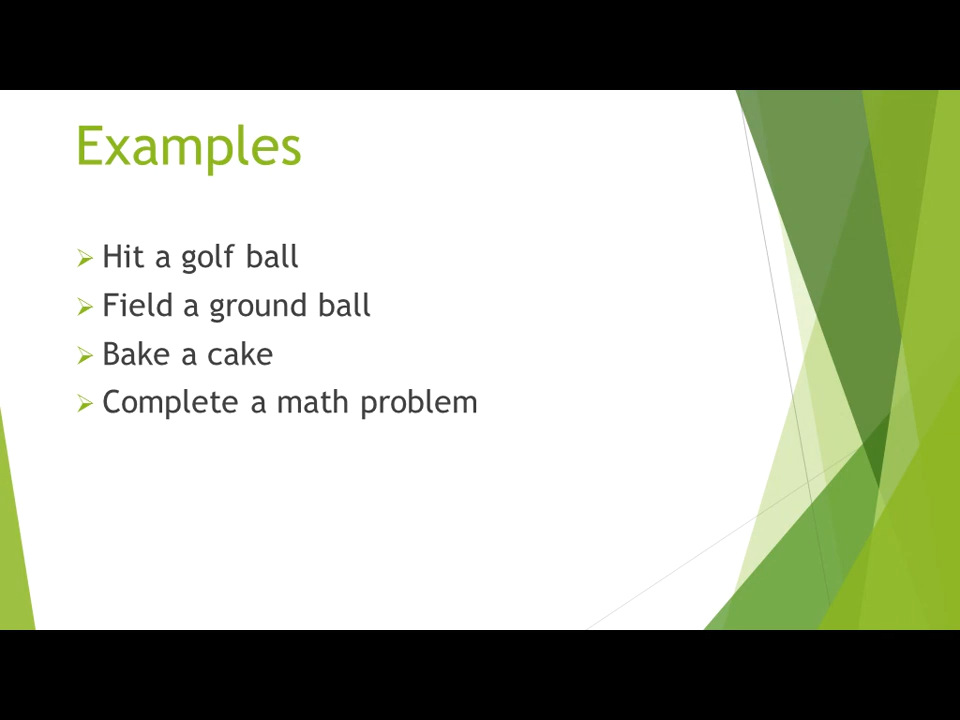 Examples
Hit a golf ball
Field a ground ball
Bake a cake
Complete a math problem